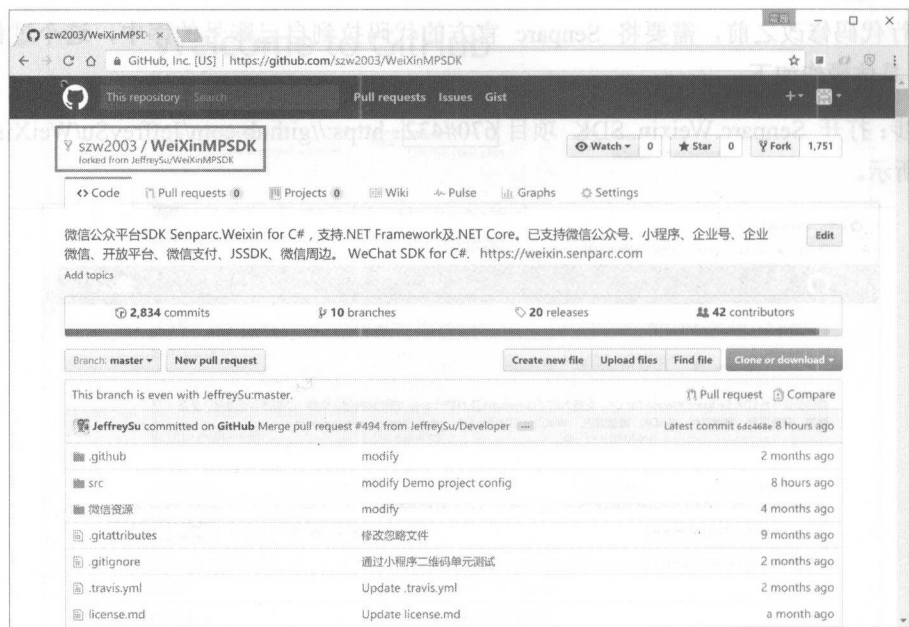 szw2003/WeiXinMPSD ×
GitHub, Inc. [US] | https://github.com/szw2003/WeiXinMPSDK
This repository Search Pull requests Issues Gist
szw2003 / WeiXinMPSDK
forked from JeffreySu/WeiXinMPSDK
Watch 0 Star 0 Fork 1,751
Code Pull requests 0 Projects 0 Wiki Pulse Graphs Settings
微信公众平台SDK Senparc.Weixin for C#，支持.NET Framework及.NET Core。已支持微信公众号、小程序、企业号、企业
微信、开放平台、微信支付、JSSDK、微信周边。 WeChat SDK for C#. https://weixin.senparc.com
Edit
Add topics
2,834 commits 10 branches 20 releases 42 contributors
Branch: master New pull request Create new file Upload files Find file Clone or download
This branch is even with JeffreySu:master. Pull request Compare
JeffreySu committed on GitHub Merge pull request #494 from JeffreySu/Developer ... Latest commit 6dc468e 8 hours ago
.github modify 2 months ago
src modify Demo project config 8 hours ago
微信资源 modify 4 months ago
.gitattributes 修改忽略文件 9 months ago
.gitignore 通过小程序二维码单元测试 2 months ago
.travis.yml Update .travis.yml 2 months ago
license.md Update license.md a month ago